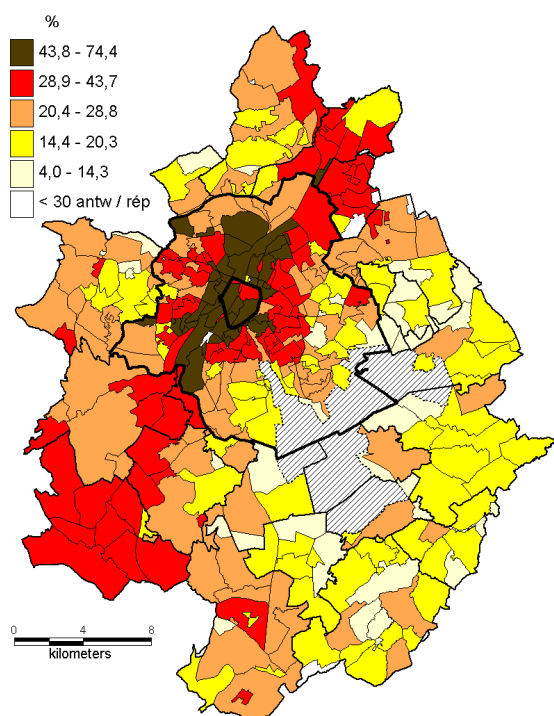 %
43,8 - 74,4
28,9 - 43,7
20,4 - 28,8
14,4 - 20,3
4,0 - 14,3
< 30 antw / rép
0 4 8
kilometers